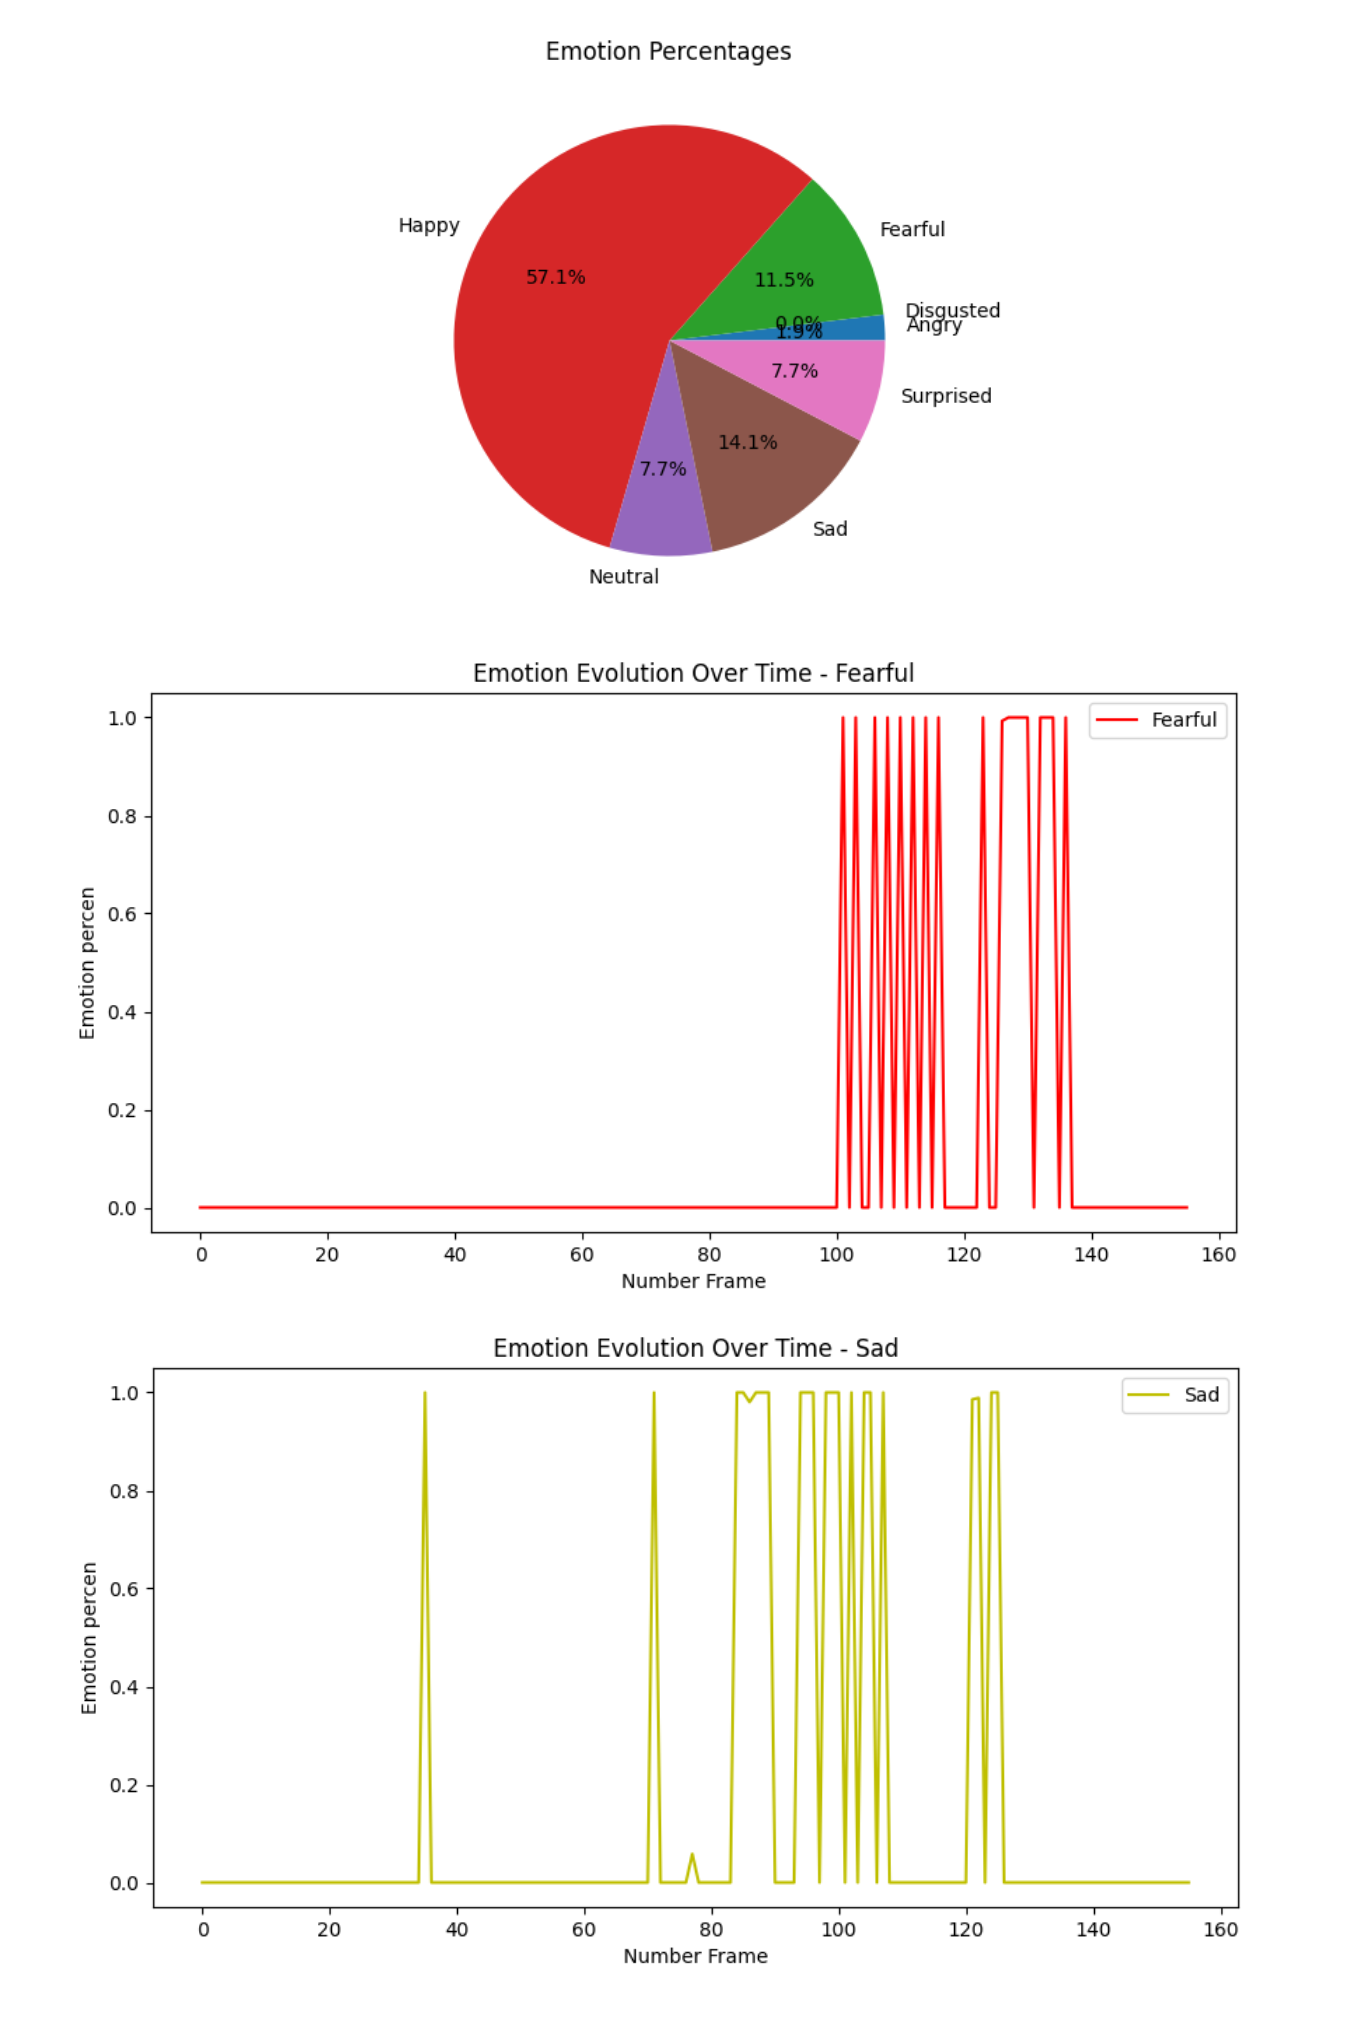 Emotion Percentages
Happy
57.1%
Fearful
11.5%
Disgusted
0.0%
Angry
1.9%
7.7%
Surprised
14.1%
7.7%
Sad
Neutral
Emotion Evolution Over Time - Fearful
Fearful
1.0
0.8
0.6
0.4
0.2
0.0
Emotion percen
0 20 40 60 80 100 120 140 160
Number Frame
Emotion Evolution Over Time - Sad
Sad
1.0
0.8
0.6
0.4
0.2
0.0
Emotion percen
0 20 40 60 80 100 120 140 160
Number Frame